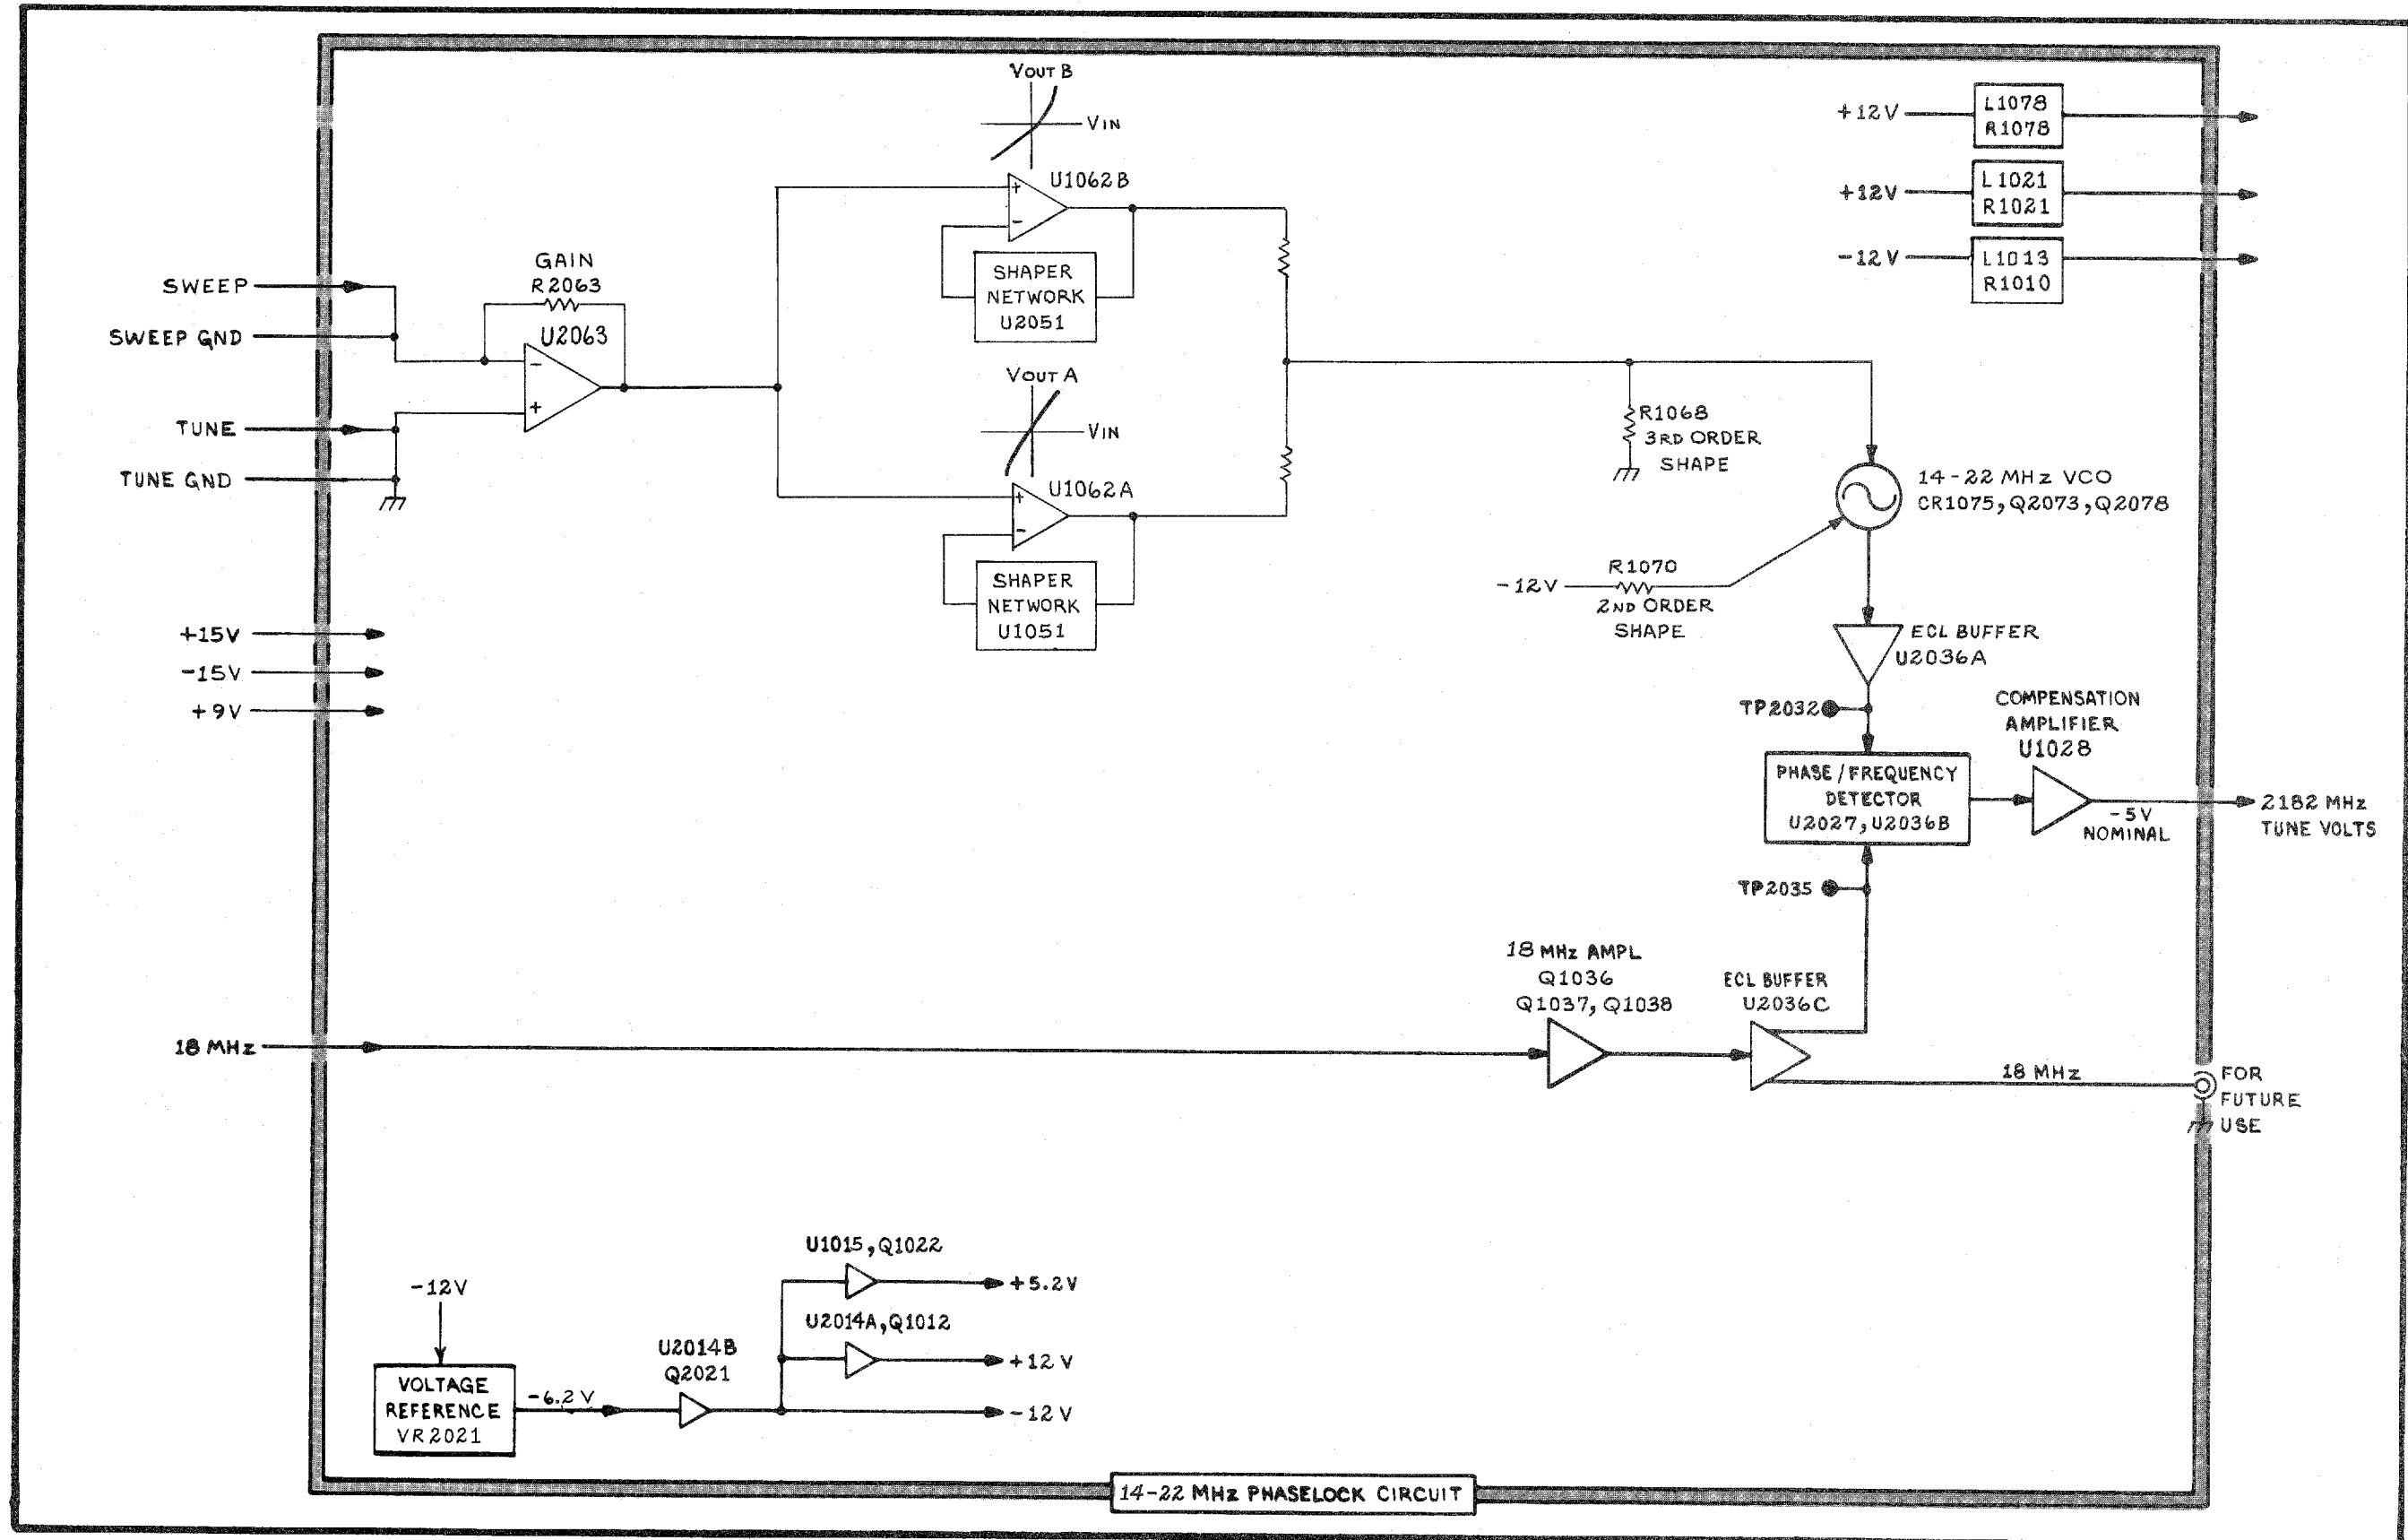 VOUT B
VIN
U1062B
SHAPER
NETWORK
U2051
+12V
L1078
R1078
+12V
L1021
R1021
-12V
L1013
R1010
SWEEP
SWEEP GND
TUNE
TUNE GND
GAIN
R2063
U2063
-
+
+
-
VOUT A
VIN
U1062A
+
-
SHAPER
NETWORK
U1051
R1068
3RD ORDER
SHAPE
14-22 MHz VCO
CR1075, Q2073, Q2078
-12V
R1070
2ND ORDER
SHAPE
+15V
-15V
+9V
ECL BUFFER
U2036A
TP2032
COMPENSATION
AMPLIFIER
U1028
PHASE/FREQUENCY
DETECTOR
U2027, U2036B
-5V
NOMINAL
2182 MHz
TUNE VOLTS
TP2035
18 MHz AMPL
Q1036
Q1037, Q1038
ECL BUFFER
U2036C
18 MHz
18 MHz
FOR
FUTURE
USE
-12V
VOLTAGE
REFERENCE
VR2021
-6.2V
U2014B
Q2021
U1015, Q1022
+5.2V
U2014A, Q1012
+12V
-12V
14-22 MHz PHASELOCK CIRCUIT